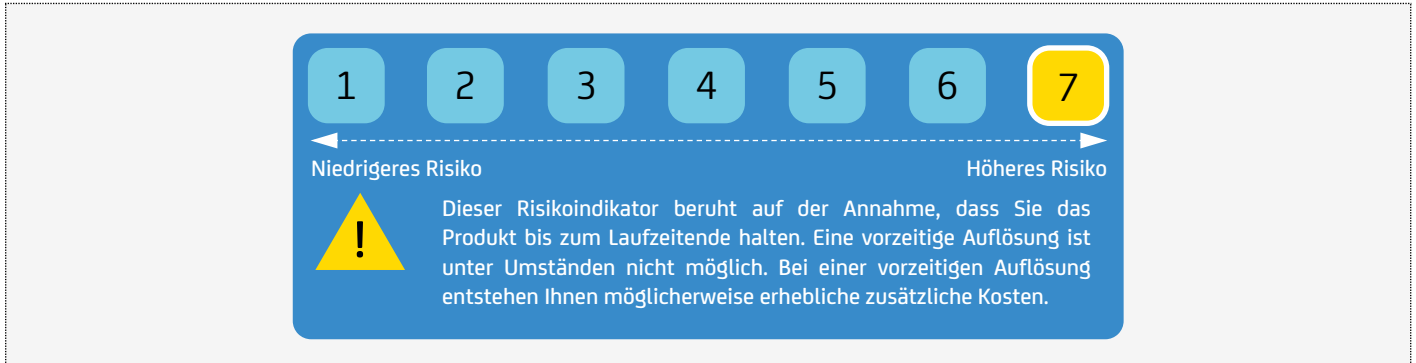 1 2 3 4 5 6 7
Niedrigeres Risiko Höheres Risiko
!
Dieser Risikoindikator beruht auf der Annahme, dass Sie das
Produkt bis zum Laufzeitende halten. Eine vorzeitige Auflösung ist
unter Umständen nicht möglich. Bei einer vorzeitigen Auflösung
entstehen Ihnen möglicherweise erhebliche zusätzliche Kosten.